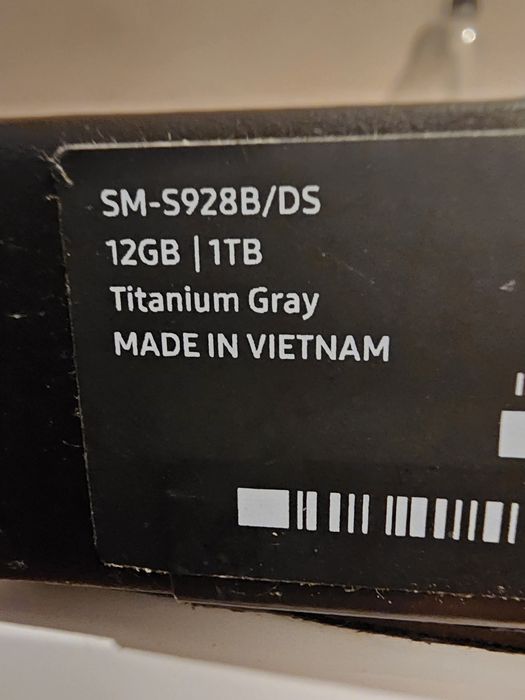 SM-S928B/DS
12GB | 1TB
Titanium Gray
MADE IN VIETNAM